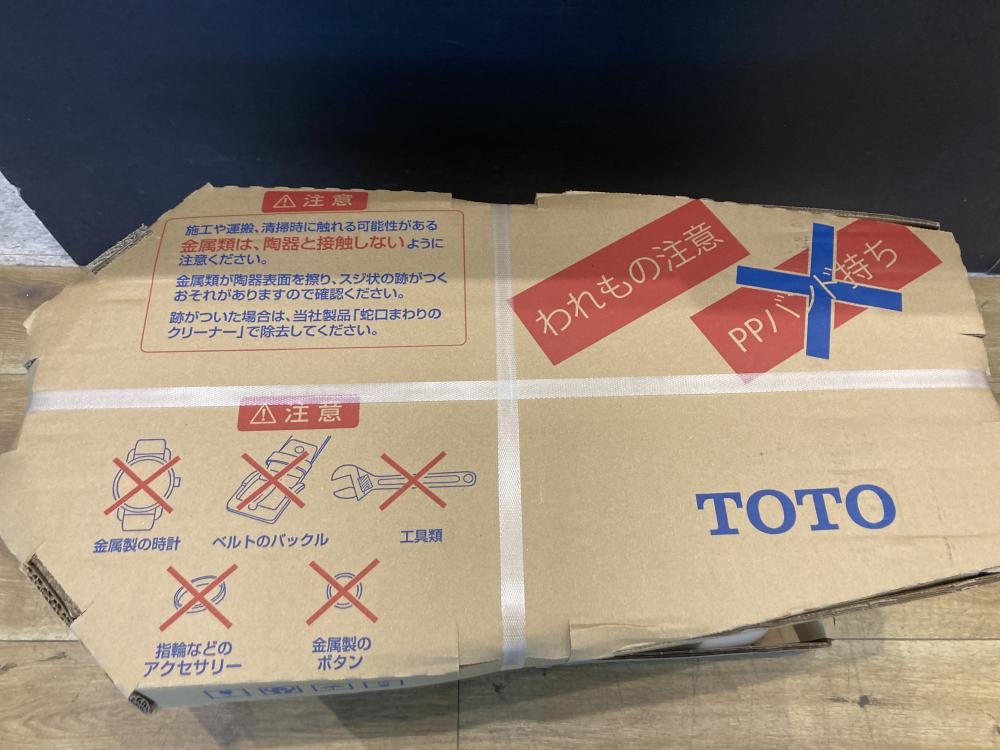 注意
施工や運搬、清掃時に触れる可能性がある
金属類は、陶器と接触しないように
注意ください。
金属類が陶器表面を擦り、スジ状の跡がつく
おそれがありますので確認ください。
跡がついた場合は、当社製品「蛇口まわりの
クリーナー」で除去してください。
われもの注意
PPバンド持ち
注意
金属製の時計
ベルトのバックル
工具類
指輪などの
アクセサリー
金属製の
ボタン
TOTO